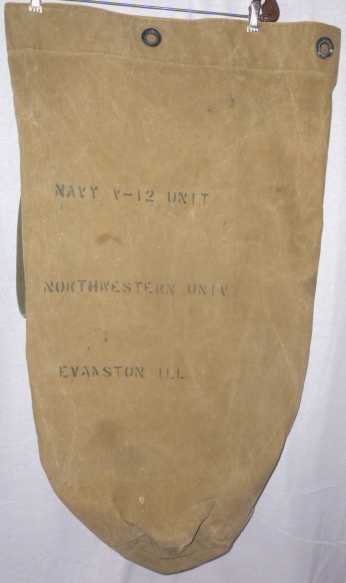 NAVY V-12 UNIT
NORTHWESTERN UNIV
EVANSTON ILL